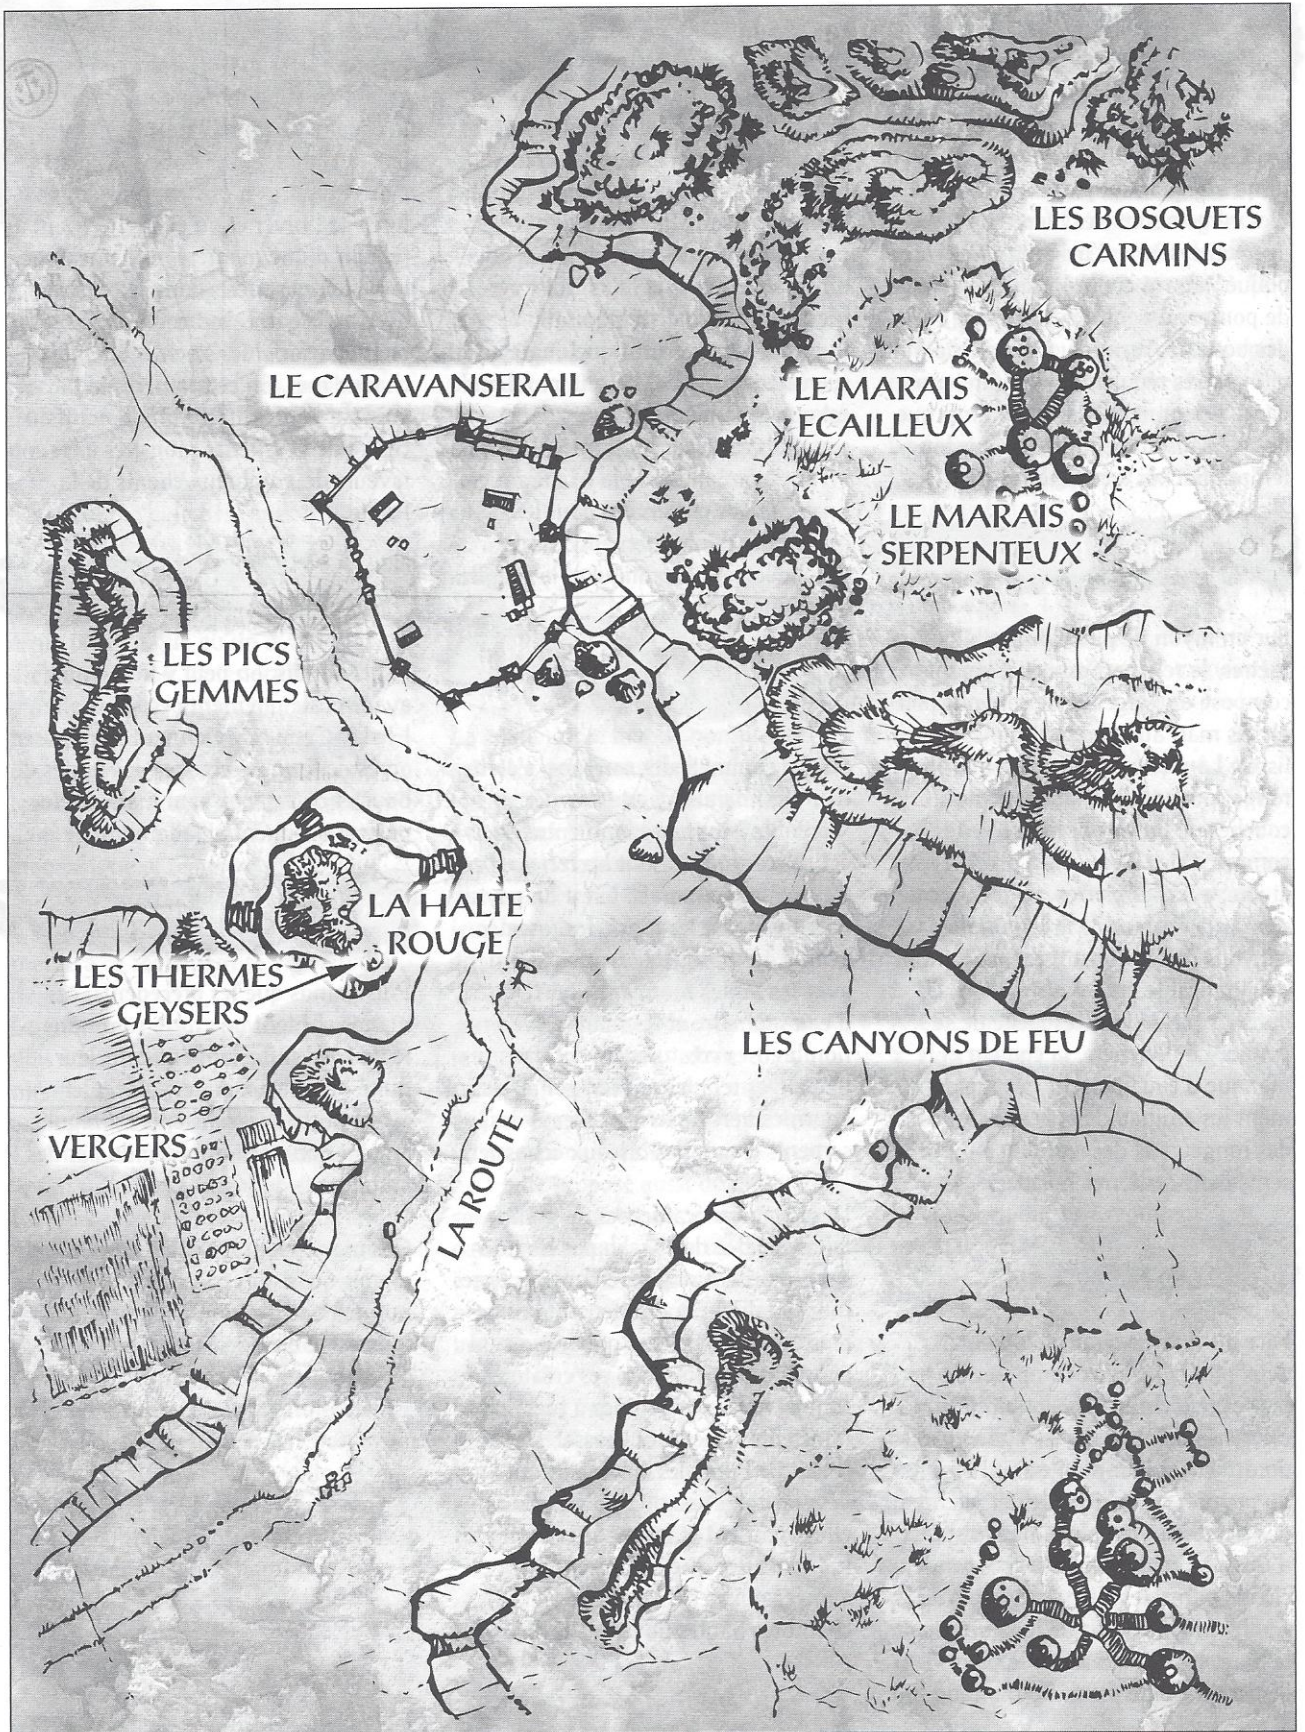 LES BOSQUETS
CARMINS
LE CARAVANSERAIL
LE MARAIS
ECAILLEUX
LE MARAIS
SERPENTEUX
LES PICS
GEMMES
LA HALTE
ROUGE
LES THERMES
GEYSERS
LES CANYONS DE FEU
VERGERS
LA ROUTE